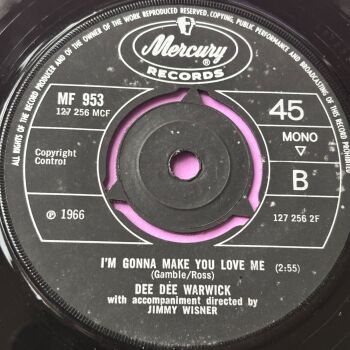 ALL RIGHTS OF THE RECORD PRODUCER AND OF THE OWNER OF THE WORK REPRODUCED RESERVED. COPYING, PUBLIC PERFORMANCE AND BROADCASTING OF THIS RECORD
Mercury
®
RECORDS
MF 953
127 256 MCF
45
MONO
Copyright
Control
B
℗ 1966
127 256 2F
I'M GONNA MAKE YOU LOVE ME (2:55)
(Gamble/Ross)
DEE DEE WARWICK
with accompaniment directed by
JIMMY WISNER